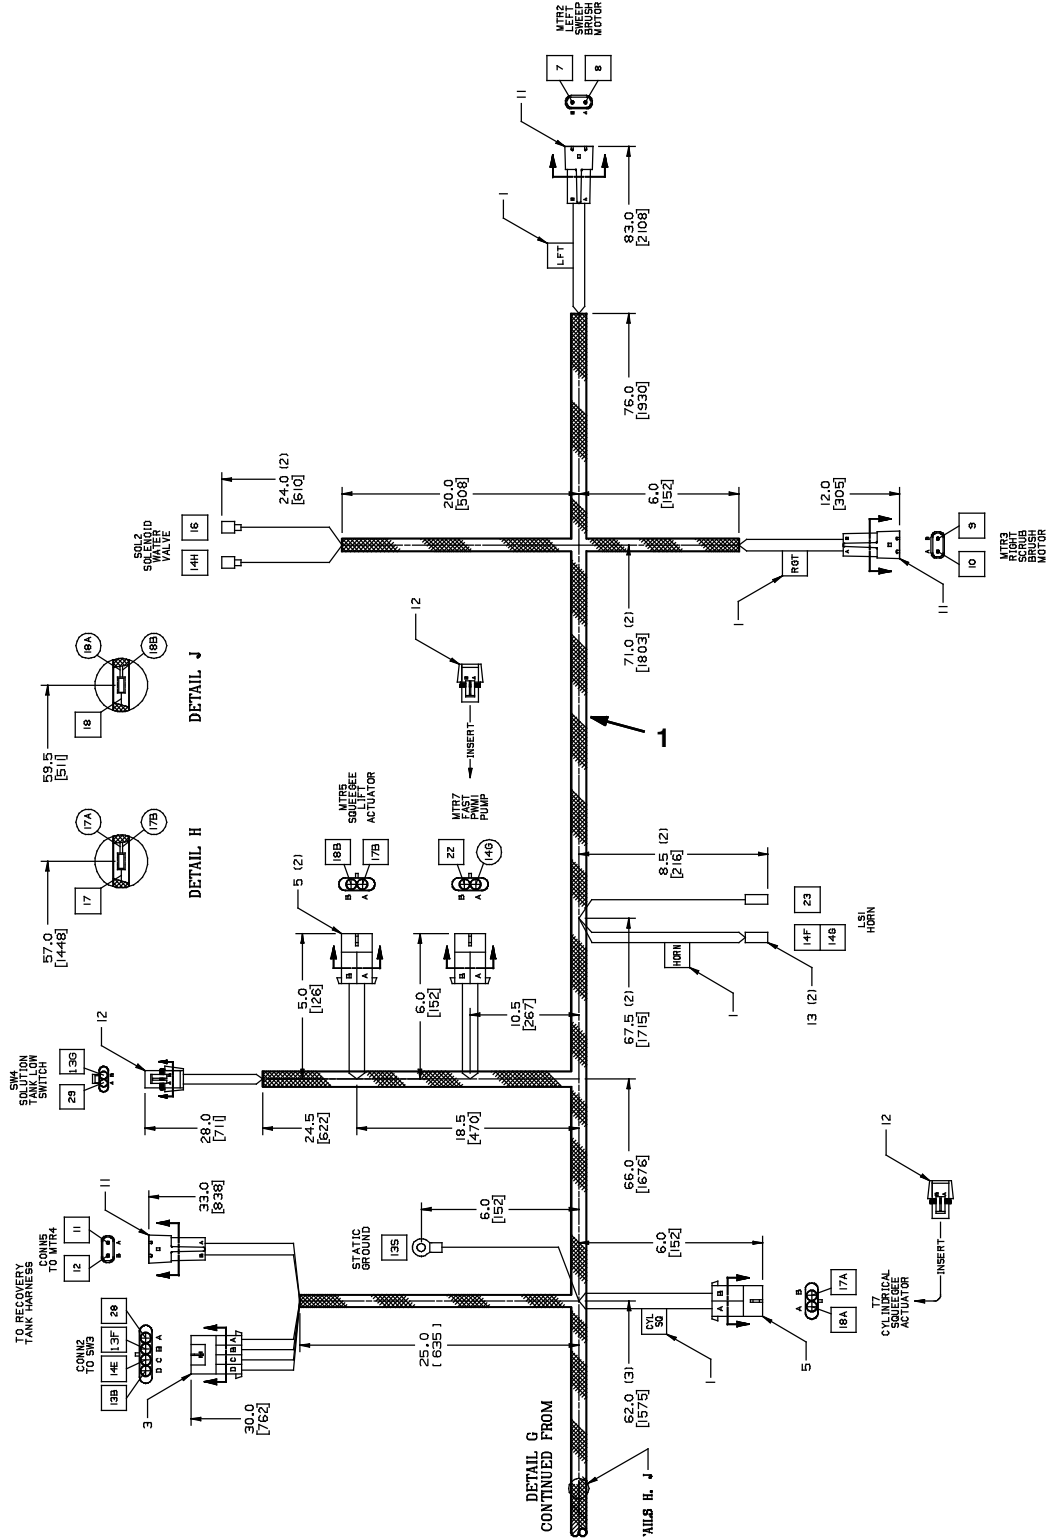 MTR2
LEFT
SWEEP
BRUSH
MOTOR
7
8
B
A
11
B
A
83.0
[2108]
1
LFT
76.0
[1930]
24.0 (2)
[610]
SOL2
SOLENOID
WATER
VALVE
16
14H
20.0
[508]
6.0
[152]
12.0
[305]
71.0 (2)
[1803]
RGT
1
A
B
11
A
B
9
10
MTR3
RIGHT
SCRUB
BRUSH
MOTOR
59.5
[511]
18
18A
18B
DETAIL J
57.0
[1448]
17
17A
17B
DETAIL H
12
INSERT
MTR7
FAST
PWMI
PUMP
22
14G
B
A
MTR5
SQUEEGEE
LIFT
ACTUATOR
18B
17B
B
A
5 (2)
B
A
B
A
5.0
[126]
6.0
[152]
10.5
[267]
1
8.5 (2)
[216]
67.5 (2)
[1715]
HORN
1
13 (2)
23
14F
14G
LS1
HORN
SW4
SOLUTION
TANK LOW
SWITCH
13G
29
B
A
12
28.0
[711]
24.5
[622]
18.5
[470]
66.0
[1676]
TO RECOVERY
TANK HARNESS
CONN5
TO MTR4
11
12
A
B
11
33.0
[838]
A
B
CONN2
TO SW3
28
13F
14E
13B
A
B
C
D
3
A
B
C
D
30.0
[762]
25.0
[635]
STATIC
GROUND
13S
6.0
[152]
6.0
[152]
62.0 (3)
[1575]
CYL
SQ
1
A
B
5
A
B
17A
18A
T7
CYLINDRICAL
SQUEEGEE
ACTUATOR
INSERT
12
B
A
DETAIL G
CONTINUED FROM
AILS H, J